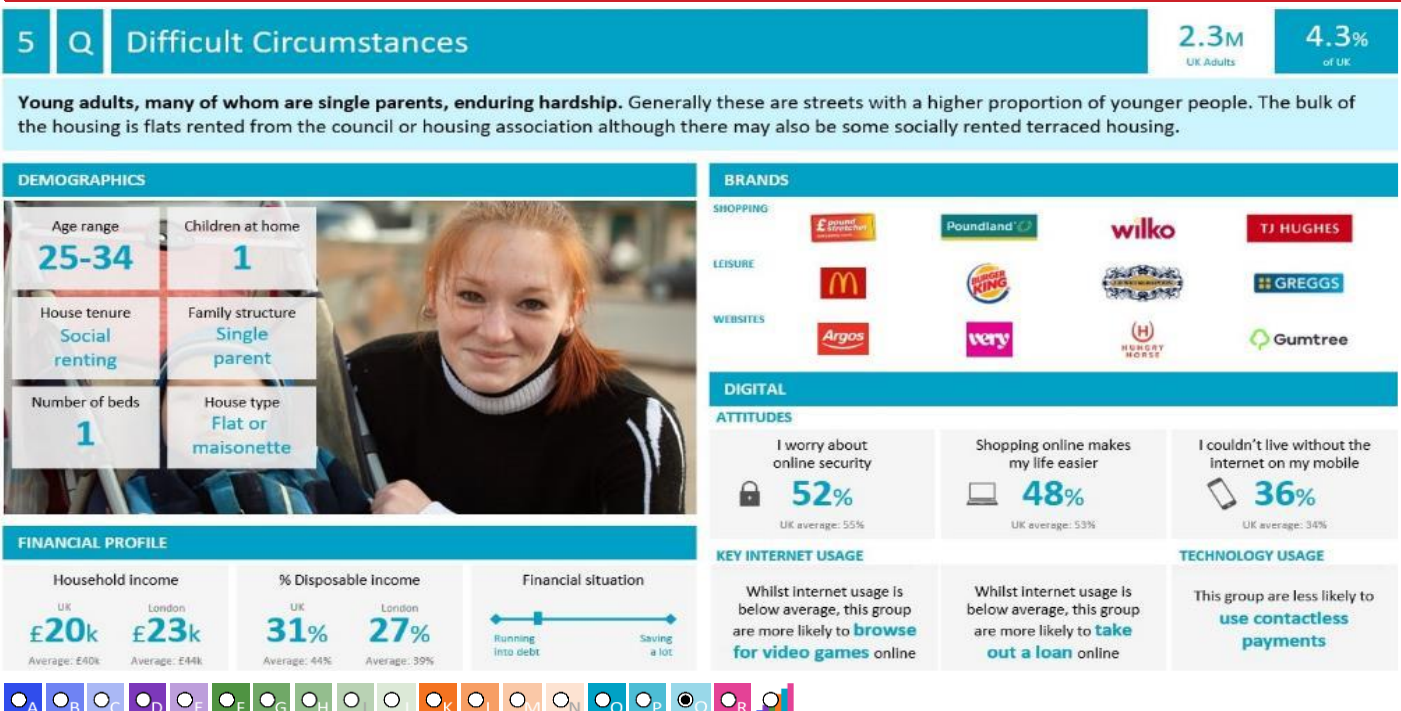 5 Q Difficult Circumstances
2.3M
UK Adults
4.3%
of UK
Young adults, many of whom are single parents, enduring hardship. Generally these are streets with a higher proportion of younger people. The bulk of
the housing is flats rented from the council or housing association although there may also be some socially rented terraced housing.
DEMOGRAPHICS
Age range
25-34
Children at home
1
House tenure
Social
renting
Family structure
Single
parent
Number of beds
1
House type
Flat or
maisonette
FINANCIAL PROFILE
Household income
UK
£20k
Average: £40k
London
£23k
Average: £44k
% Disposable income
UK
31%
Average: 44%
London
27%
Average: 39%
Financial situation
Running
into debt
Saving
a lot
BRANDS
SHOPPING
£ pound
stretcher
Poundland
wilko
TJ HUGHES
LEISURE
BURGER
KING
GREGGS
WEBSITES
Argos
very
H
HUNGRY
HORSE
Gumtree
DIGITAL
ATTITUDES
I worry about
online security
52%
UK average: 55%
Shopping online makes
my life easier
48%
UK average: 53%
I couldn't live without the
internet on my mobile
36%
UK average: 34%
KEY INTERNET USAGE
Whilst internet usage is
below average, this group
are more likely to browse
for video games online
Whilst internet usage is
below average, this group
are more likely to take
out a loan online
TECHNOLOGY USAGE
This group are less likely to
use contactless
payments
A B C D E F G H I J K L M N O P Q R